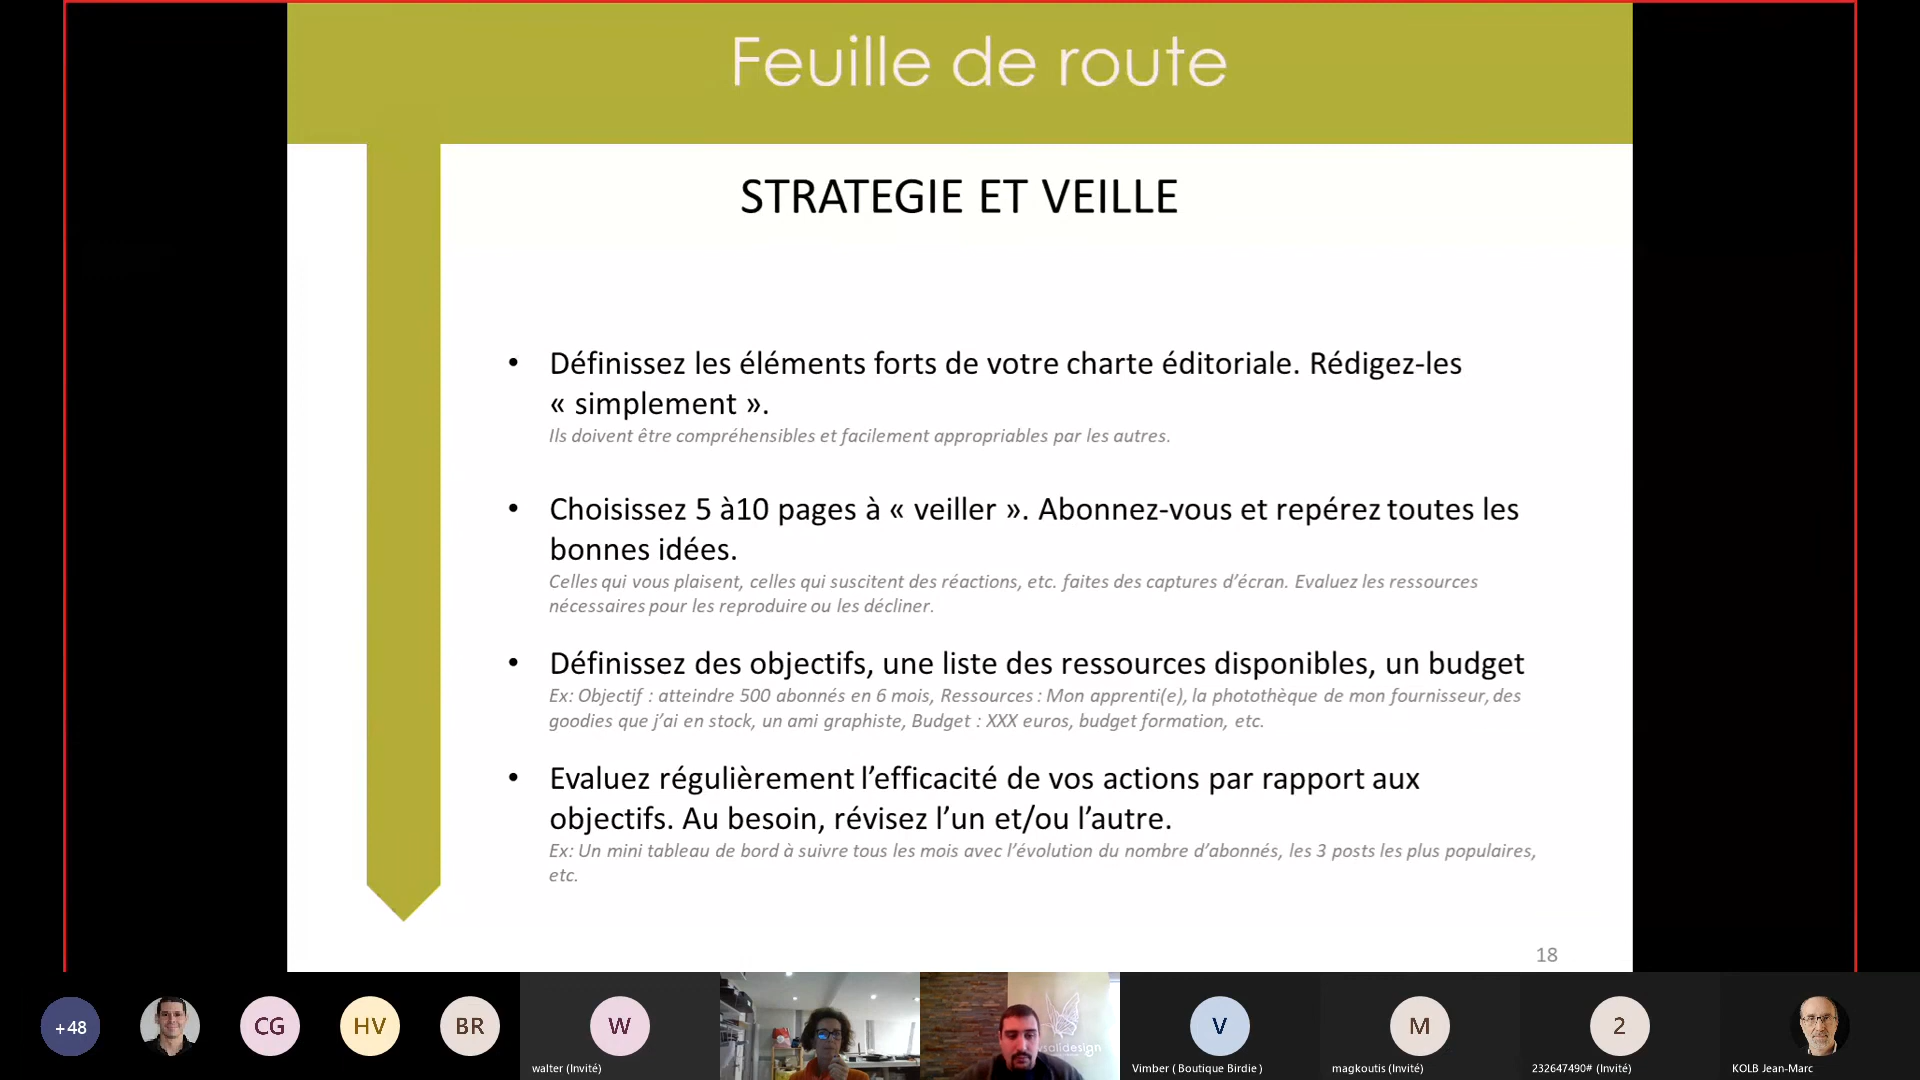 Feuille de route
STRATEGIE ET VEILLE
• Définissez les éléments forts de votre charte éditoriale. Rédigez-les
« simplement ».
Ils doivent être compréhensibles et facilement appropriables par les autres.
• Choisissez 5 à10 pages à « veiller ». Abonnez-vous et repérez toutes les
bonnes idées.
Celles qui vous plaisent, celles qui suscitent des réactions, etc. faites des captures d’écran. Evaluez les ressources
nécessaires pour les reproduire ou les décliner.
• Définissez des objectifs, une liste des ressources disponibles, un budget
Ex: Objectif : atteindre 500 abonnés en 6 mois, Ressources : Mon apprenti(e), la photothèque de mon fournisseur, des
goodies que j’ai en stock, un ami graphiste, Budget : XXX euros, budget formation, etc.
• Evaluez régulièrement l’efficacité de vos actions par rapport aux
objectifs. Au besoin, révisez l’un et/ou l’autre.
Ex: Un mini tableau de bord à suivre tous les mois avec l’évolution du nombre d’abonnés, les 3 posts les plus populaires,
etc.
18
+48
CG
HV
BR
W
walter (Invité)
V
Vimber ( Boutique Birdie )
M
magkoutis (Invité)
2
232647490# (Invité)
KOLB Jean-Marc